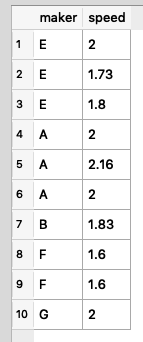 maker speed
1 E 2
2 E 1.73
3 E 1.8
4 A 2
5 A 2.16
6 A 2
7 B 1.83
8 F 1.6
9 F 1.6
10 G 2